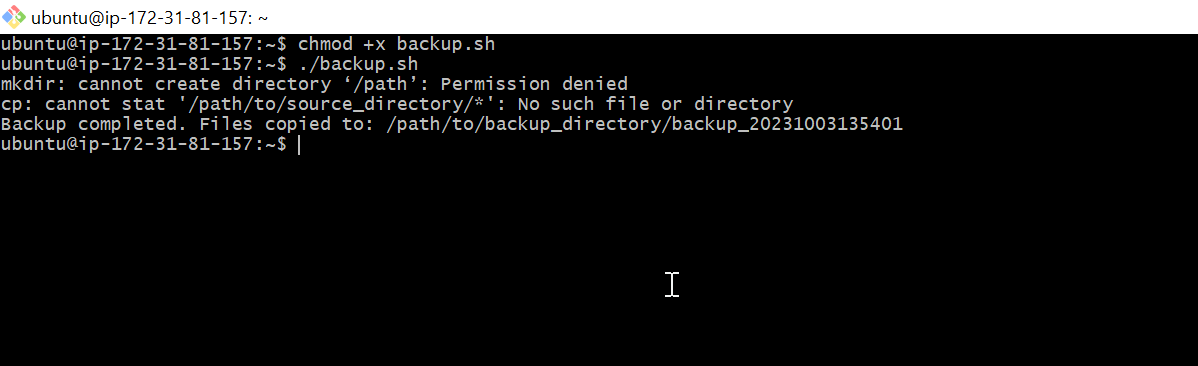 ubuntu@ip-172-31-81-157: ~
ubuntu@ip-172-31-81-157:~$ chmod +x backup.sh
ubuntu@ip-172-31-81-157:~$ ./backup.sh
mkdir: cannot create directory ‘/path’: Permission denied
cp: cannot stat '/path/to/source_directory/*': No such file or directory
Backup completed. Files copied to: /path/to/backup_directory/backup_20231003135401
ubuntu@ip-172-31-81-157:~$